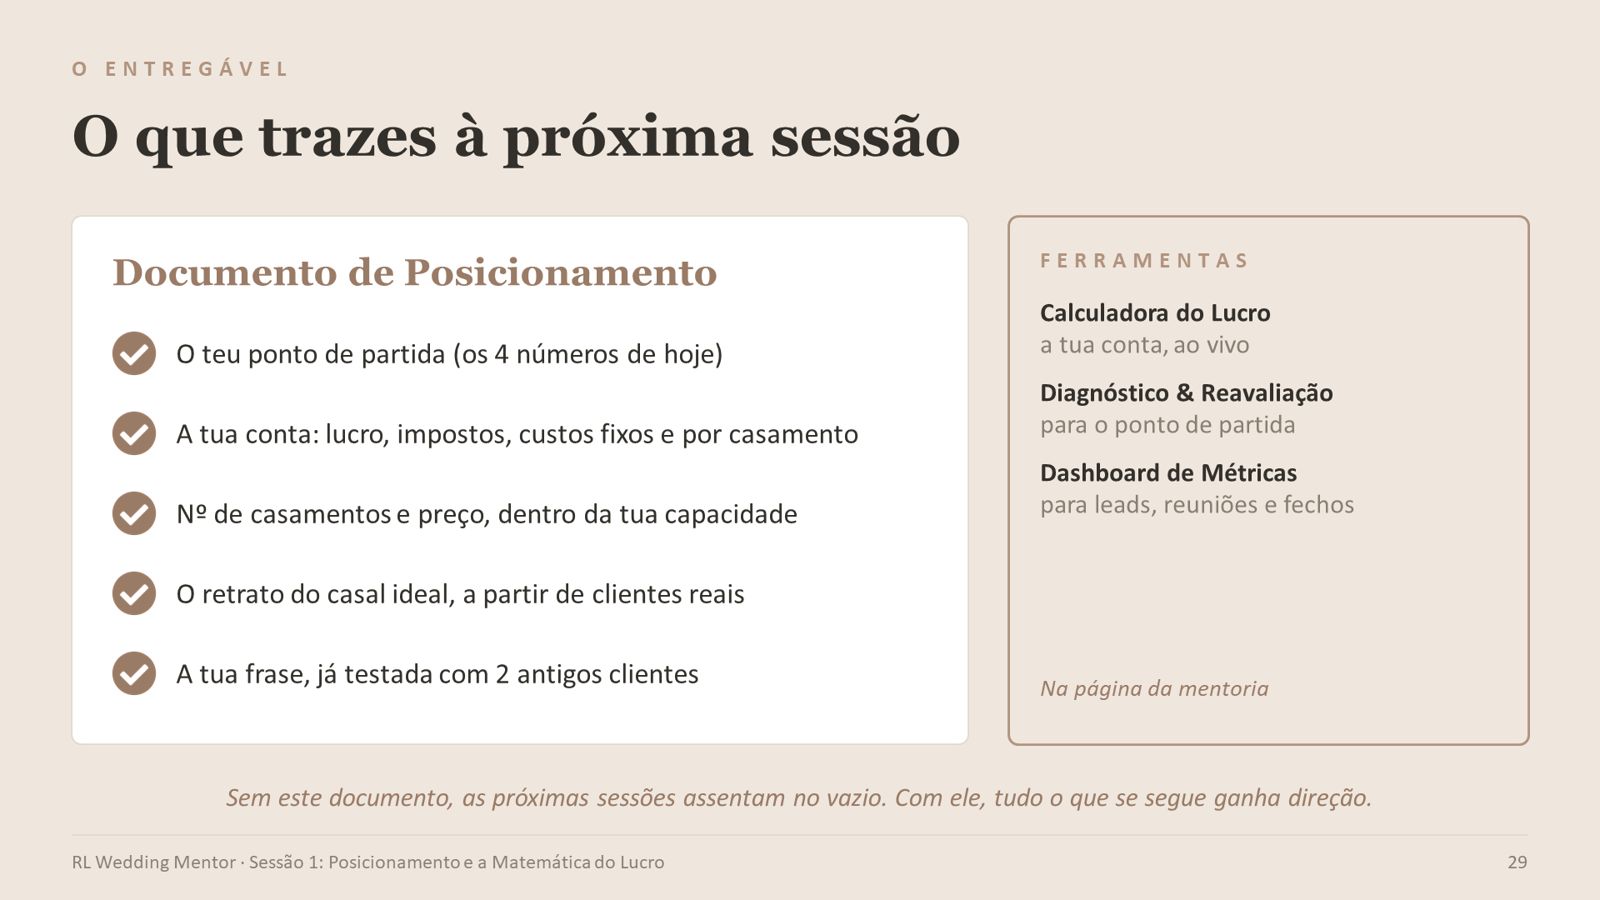 O ENTREGÁVEL
O que trazes à próxima sessão
Documento de Posicionamento
O teu ponto de partida (os 4 números de hoje)
A tua conta: lucro, impostos, custos fixos e por casamento
Nº de casamentos e preço, dentro da tua capacidade
O retrato do casal ideal, a partir de clientes reais
A tua frase, já testada com 2 antigos clientes
FERRAMENTAS
Calculadora do Lucro
a tua conta, ao vivo
Diagnóstico & Reavaliação
para o ponto de partida
Dashboard de Métricas
para leads, reuniões e fechos
Na página da mentoria
Sem este documento, as próximas sessões assentam no vazio. Com ele, tudo o que se segue ganha direção.
RL Wedding Mentor · Sessão 1: Posicionamento e a Matemática do Lucro
29